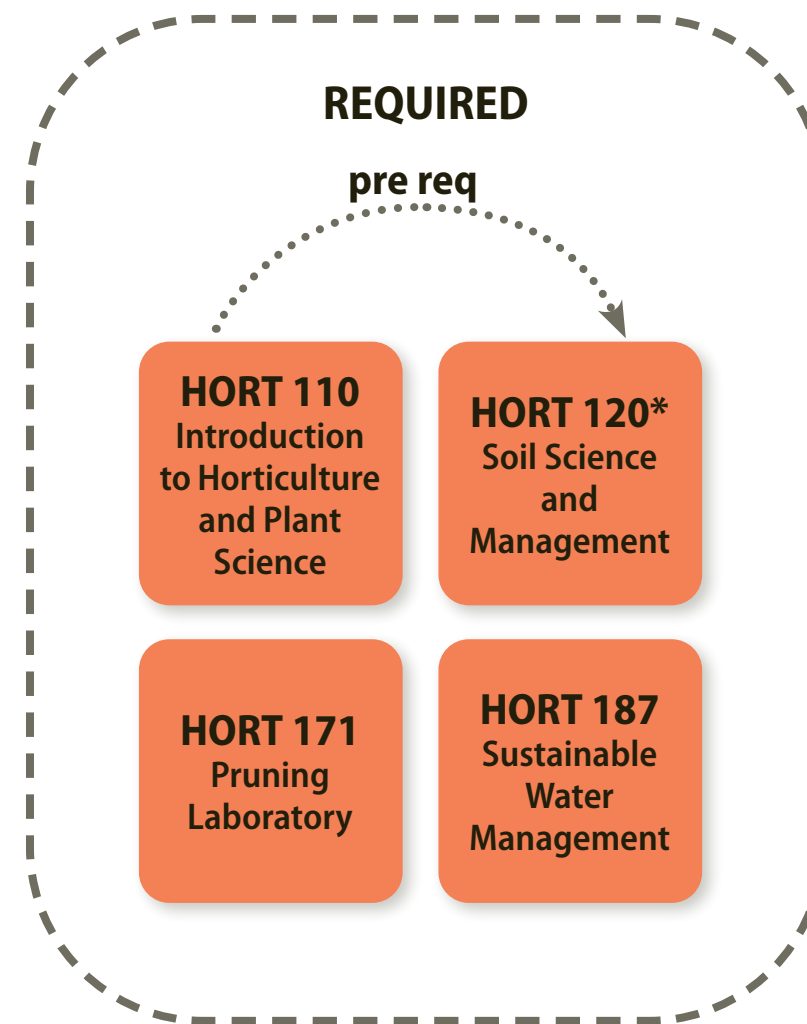 REQUIRED
pre req
HORT 110
Introduction
to Horticulture
and Plant
Science
HORT 120*
Soil Science
and
Management
HORT 171
Pruning
Laboratory
HORT 187
Sustainable
Water
Management